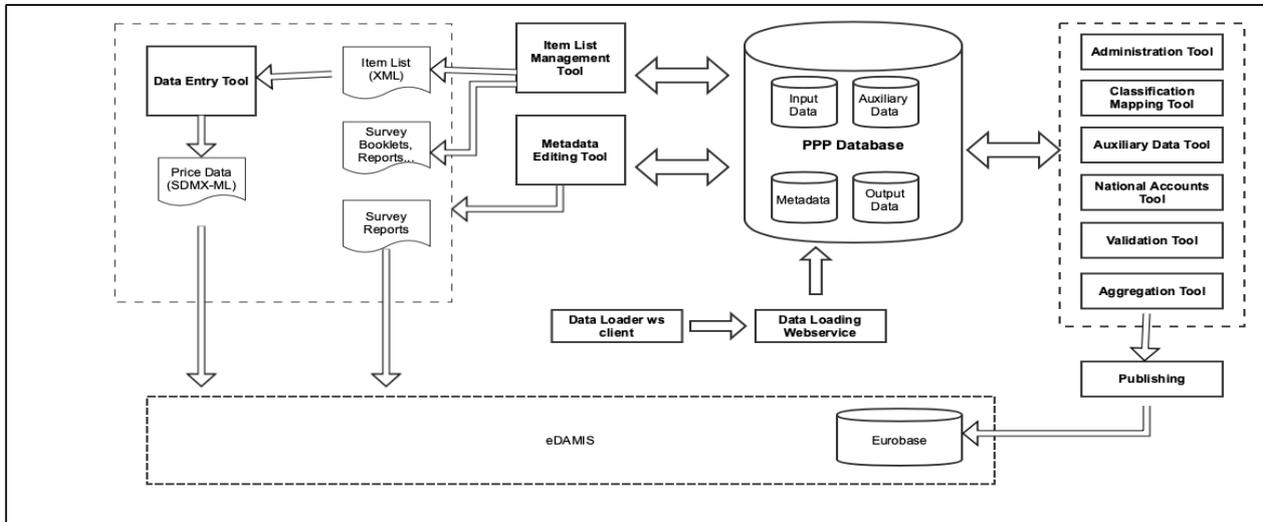 Data Entry Tool
Item List
(XML)
Survey
Booklets,
Reports...
Price Data
(SDMX-ML)
Survey
Reports
Item List
Management
Tool
Metadata
Editing Tool
Input
Data
Auxiliary
Data
PPP Database
Metadata
Output
Data
Data Loader ws
client
Data Loading
Webservice
Administration Tool
Classification
Mapping Tool
Auxiliary Data Tool
National Accounts
Tool
Validation Tool
Aggregation Tool
Publishing
eDAMIS
Eurobase